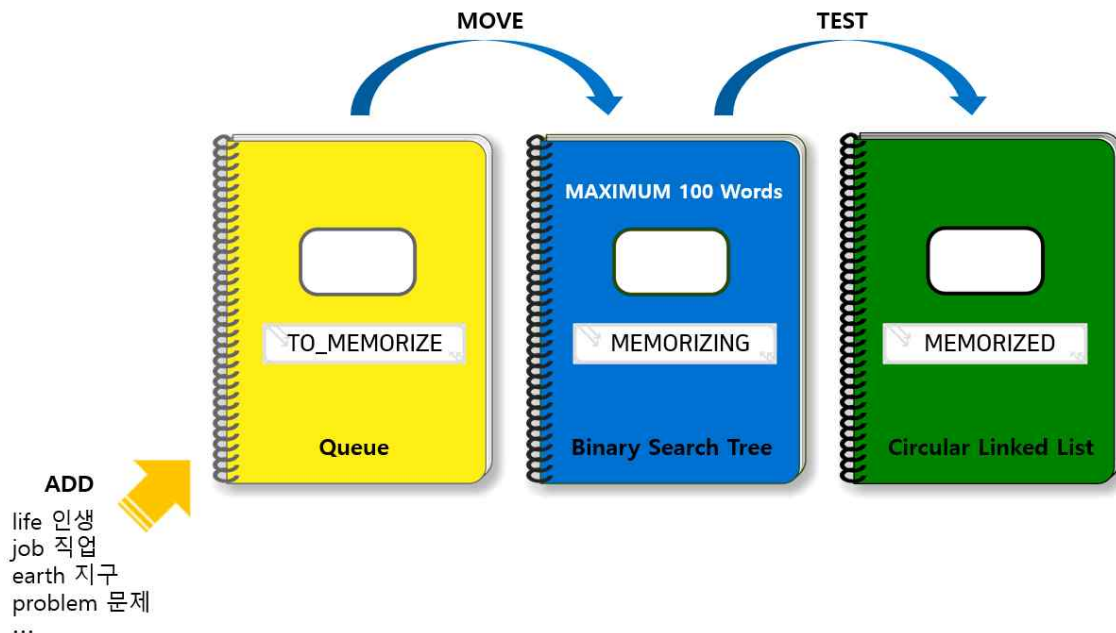 MOVE
TEST
MAXIMUM 100 Words
TO_MEMORIZE
MEMORIZING
MEMORIZED
Queue
Binary Search Tree
Circular Linked List
ADD
life 인생
job 직업
earth 지구
problem 문제
...